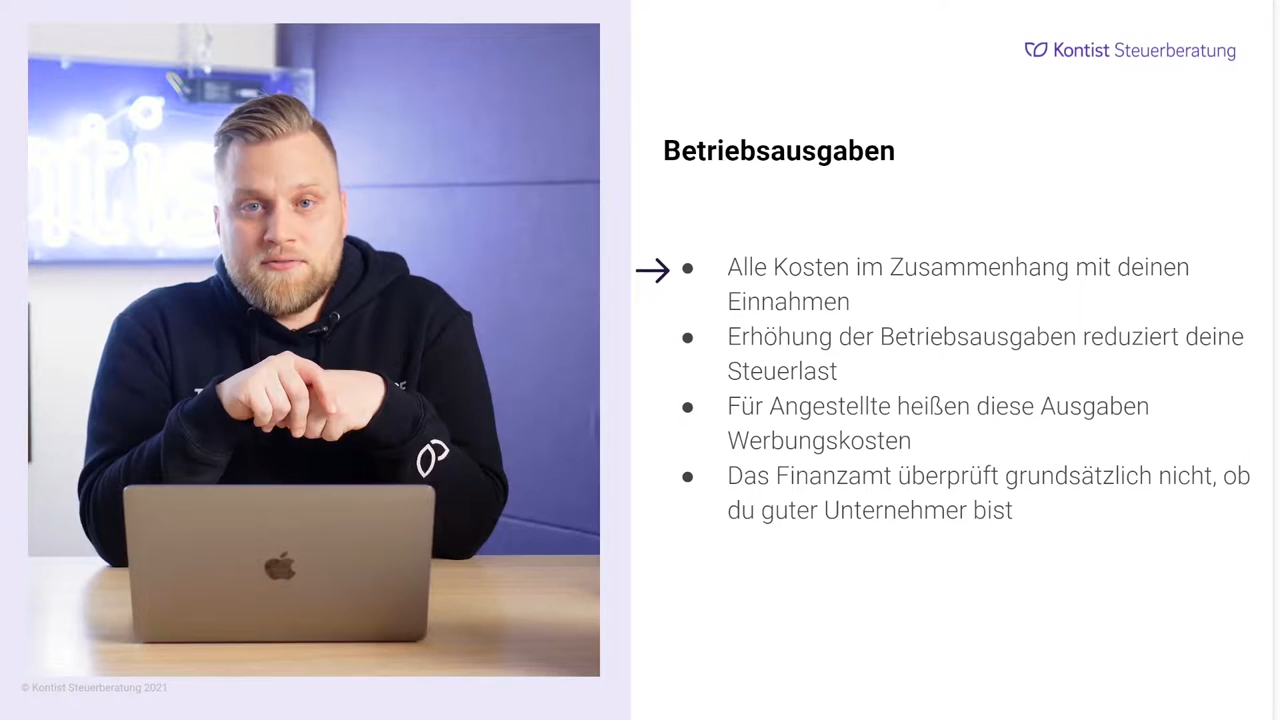 Kontist Steuerberatung
Betriebsausgaben
Alle Kosten im Zusammenhang mit deinen
Einnahmen
Erhöhung der Betriebsausgaben reduziert deine
Steuerlast
Für Angestellte heißen diese Ausgaben
Werbungskosten
Das Finanzamt überprüft grundsätzlich nicht, ob
du guter Unternehmer bist
© Kontist Steuerberatung 2021